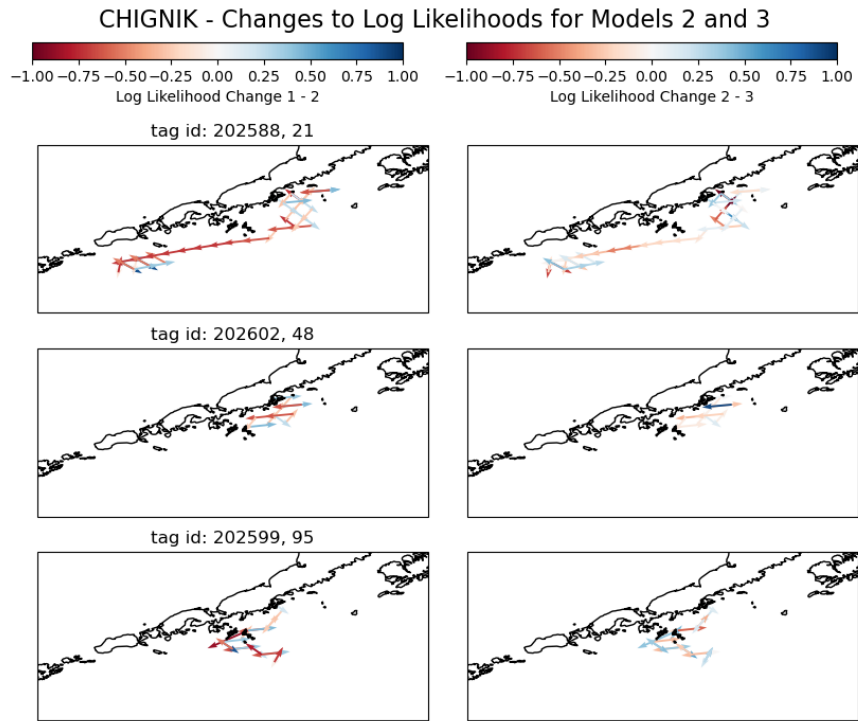 CHIGNIK - Changes to Log Likelihoods for Models 2 and 3
−1.00 −0.75 −0.50 −0.25 0.00 0.25 0.50 0.75 1.00
Log Likelihood Change 1 - 2
−1.00 −0.75 −0.50 −0.25 0.00 0.25 0.50 0.75 1.00
Log Likelihood Change 2 - 3
tag id: 202588, 21
tag id: 202602, 48
tag id: 202599, 95